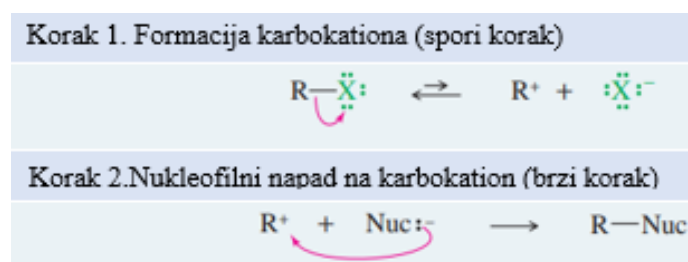 Korak 1. Formacija karbokationa (spori korak)
R—Ẍ: ⇌ R⁺ + :Ẍ:⁻
Korak 2.Nukleofilni napad na karbokation (brzi korak)
R⁺ + Nuc:⁻ ⟶ R—Nuc